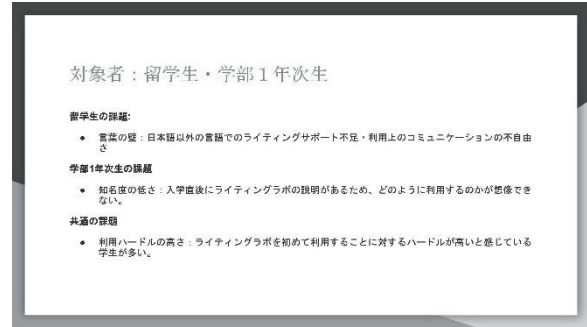 対象者：留学生・学部１年次生
留学生の課題:
● 言葉の壁：日本語以外の言語でのライティングサポート不足・利用上のコミュニケーションの不自由
さ
学部1年次生の課題
● 知名度の低さ：入学直後にライティングラボの説明があるため、どのように利用するのかが想像でき
ない。
共通の課題
● 利用ハードルの高さ：ライティングラボを初めて利用することに対するハードルが高いと感じている
学生が多い。